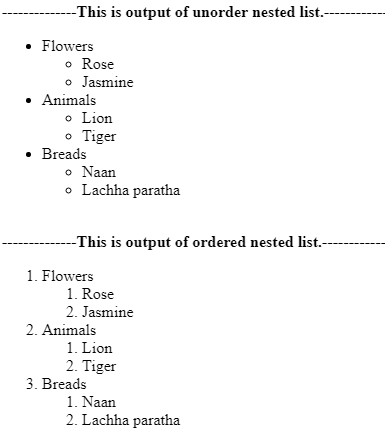 --------------This is output of unorder nested list.------------
• Flowers
◦ Rose
◦ Jasmine
• Animals
◦ Lion
◦ Tiger
• Breads
◦ Naan
◦ Lachha paratha
--------------This is output of ordered nested list.------------
1. Flowers
1. Rose
2. Jasmine
2. Animals
1. Lion
2. Tiger
3. Breads
1. Naan
2. Lachha paratha